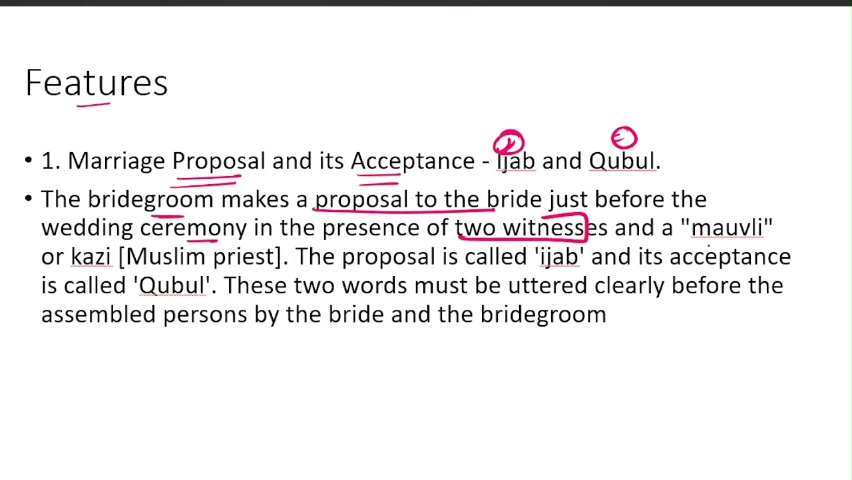 Features
• 1. Marriage Proposal and its Acceptance - Ijab and Qubul.
• The bridegroom makes a proposal to the bride just before the
wedding ceremony in the presence of two witnesses and a "mauvli"
or kazi [Muslim priest]. The proposal is called 'ijab' and its acceptance
is called 'Qubul'. These two words must be uttered clearly before the
assembled persons by the bride and the bridegroom